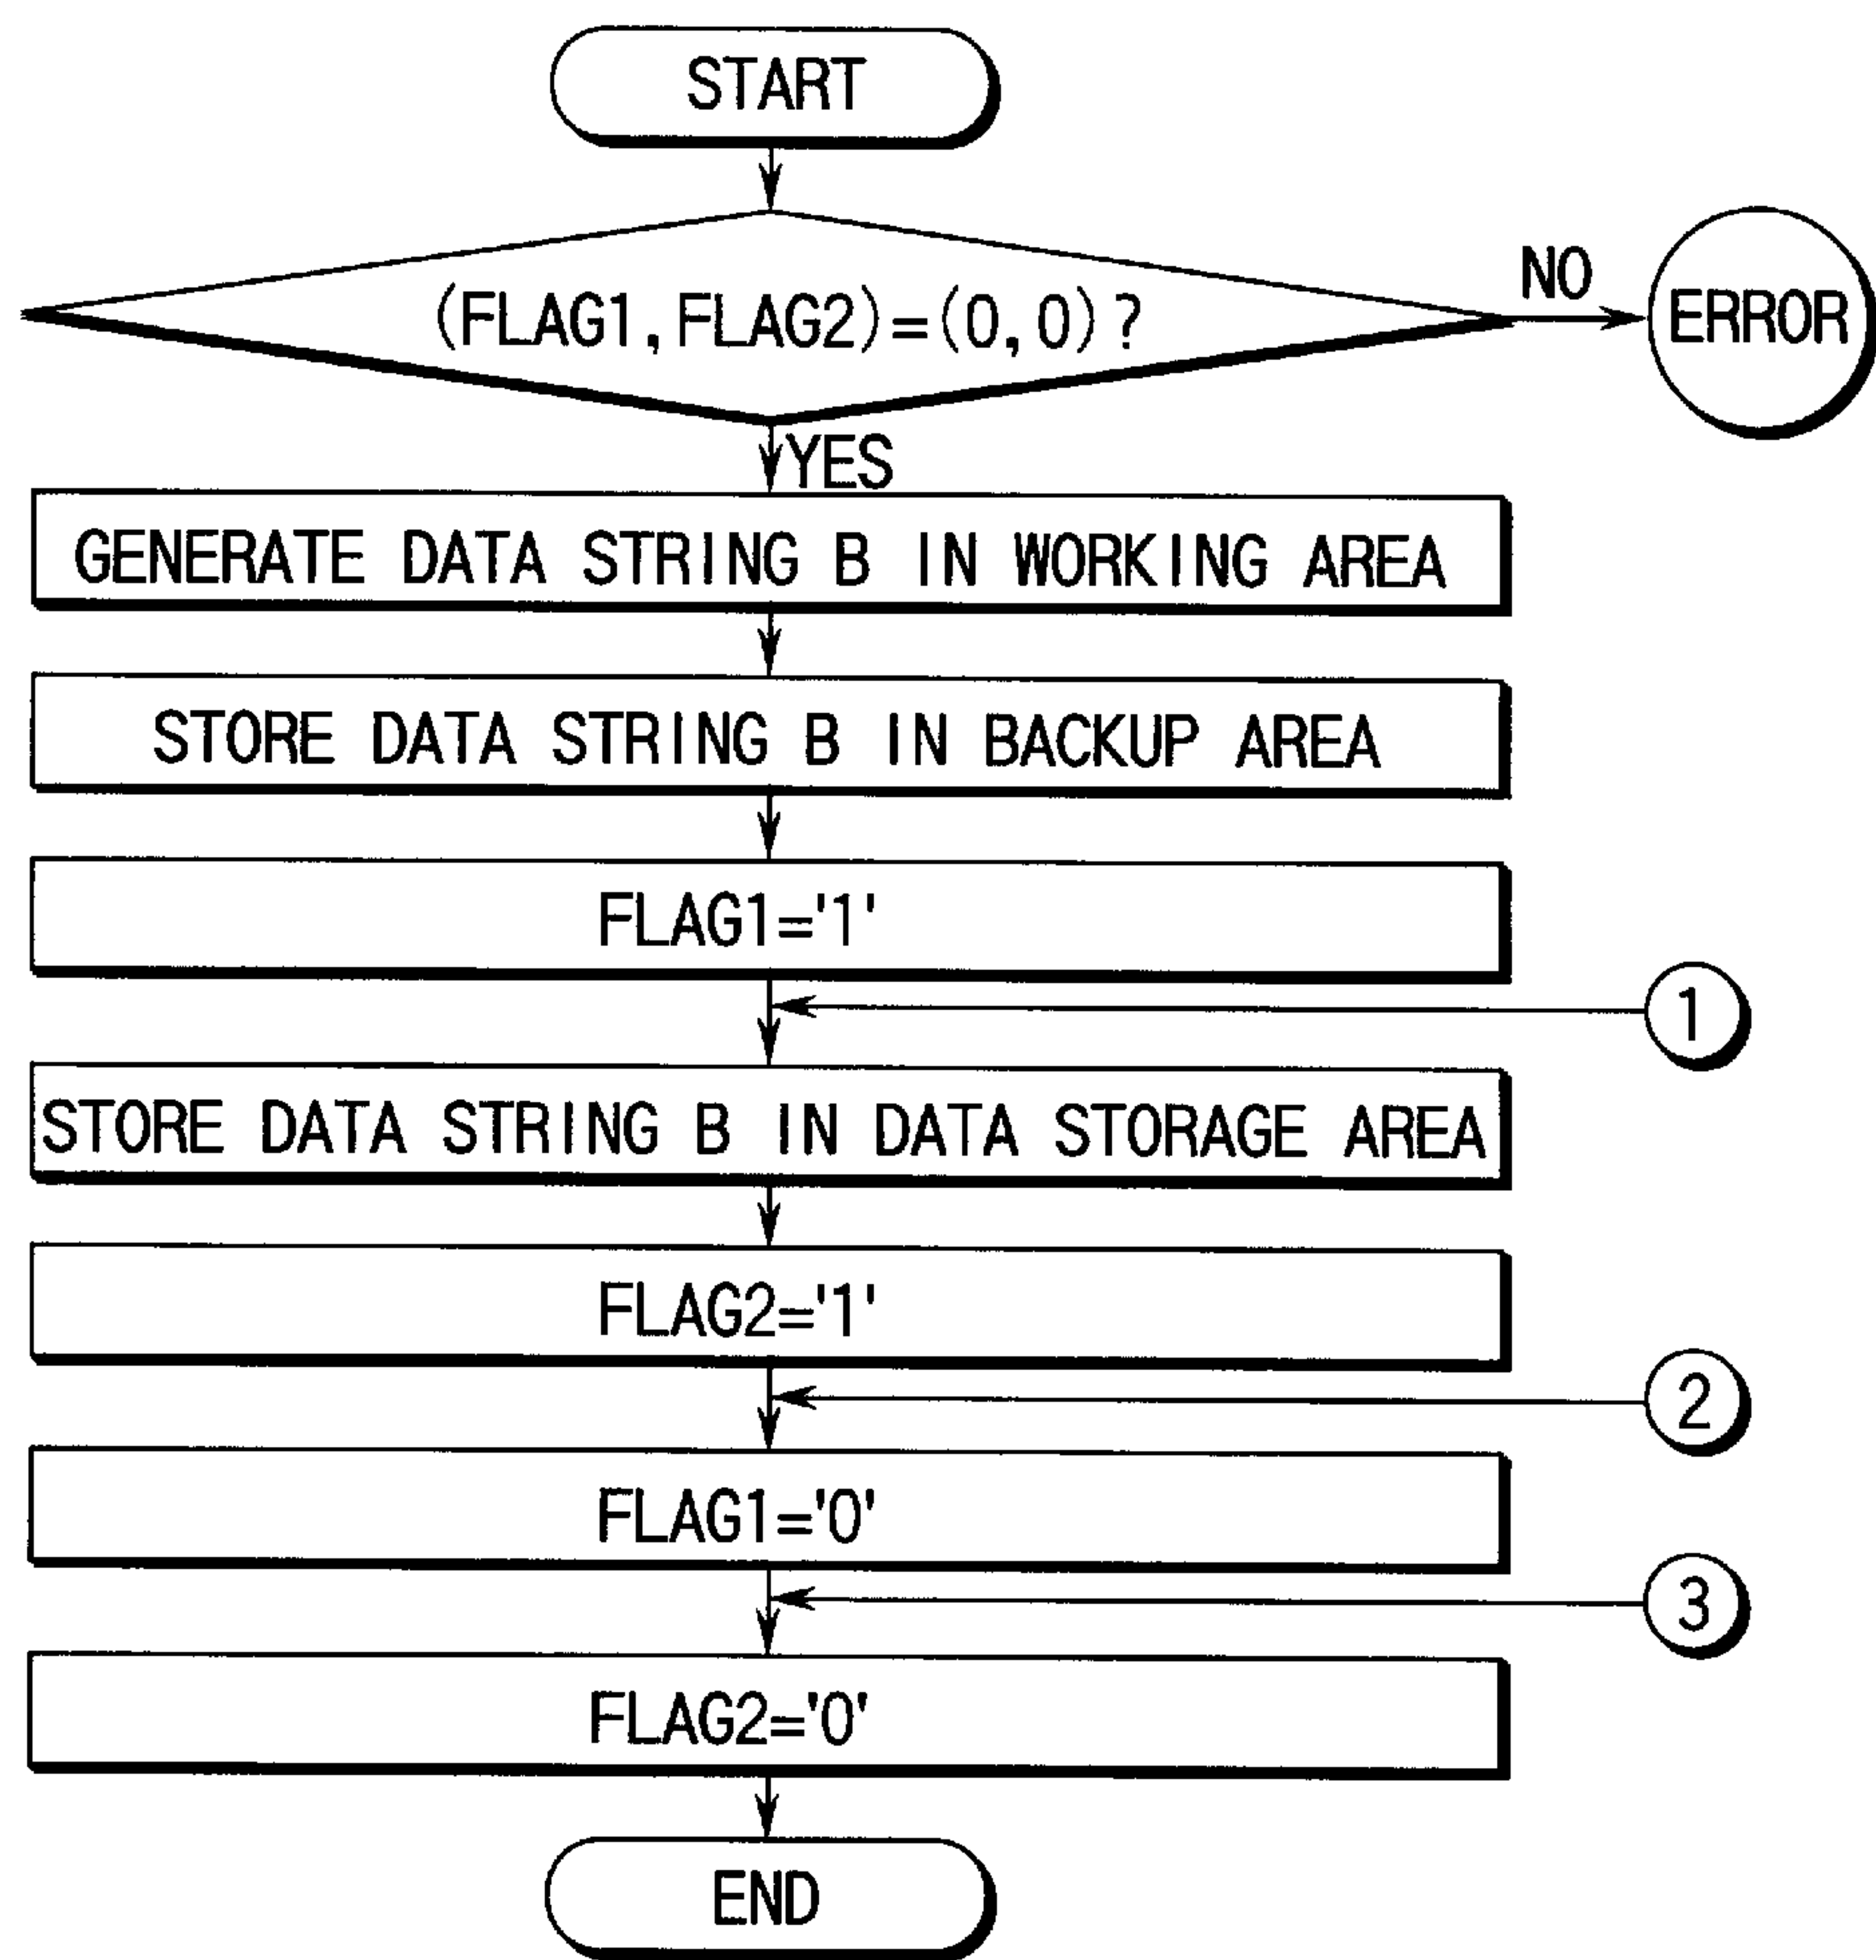 START
(FLAG1, FLAG2)=(0, 0)?
NO
ERROR
YES
GENERATE DATA STRING B IN WORKING AREA
STORE DATA STRING B IN BACKUP AREA
FLAG1='1'
1
STORE DATA STRING B IN DATA STORAGE AREA
FLAG2='1'
2
FLAG1='0'
3
FLAG2='0'
END